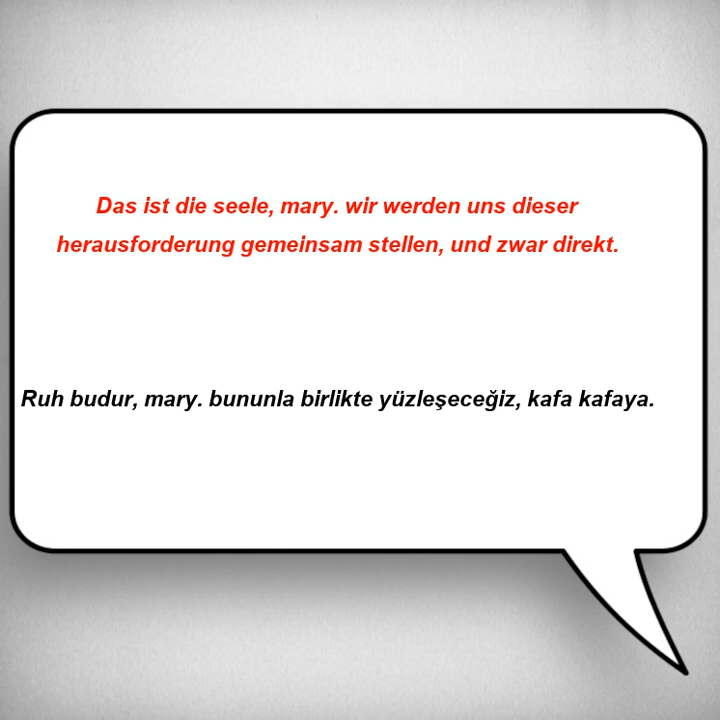 Das ist die seele, mary. wir werden uns dieser
herausforderung gemeinsam stellen, und zwar direkt.
Ruh budur, mary. bununla birlikte yüzleşeceğiz, kafa kafaya.